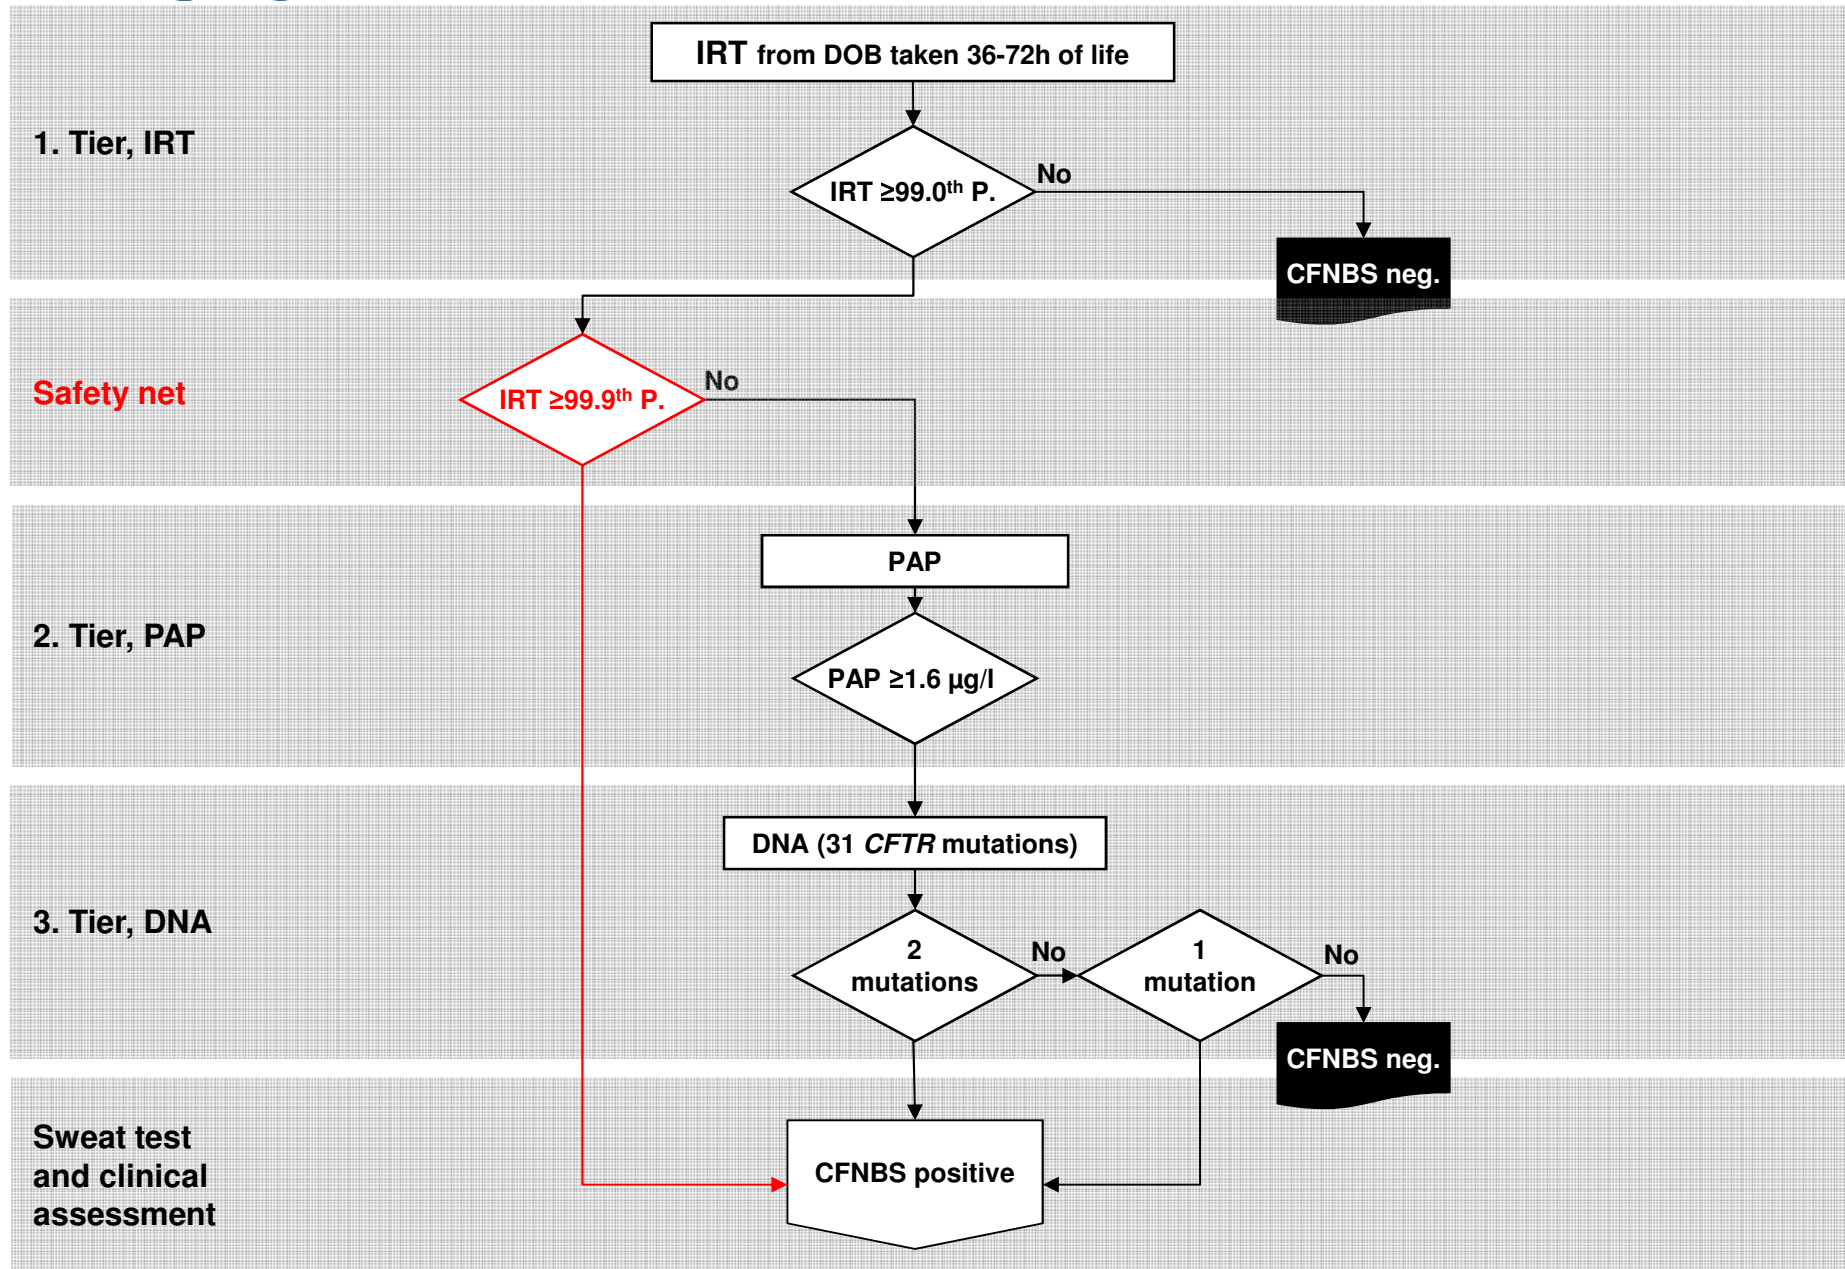 IRT from DOB taken 36-72h of life
1. Tier, IRT
IRT ≥99.0th P.
No
CFNBS neg.
Safety net
IRT ≥99.9th P.
No
PAP
2. Tier, PAP
PAP ≥1.6 µg/l
DNA (31 CFTR mutations)
3. Tier, DNA
2
mutations
No
1
mutation
No
CFNBS neg.
Sweat test
and clinical
assessment
CFNBS positive